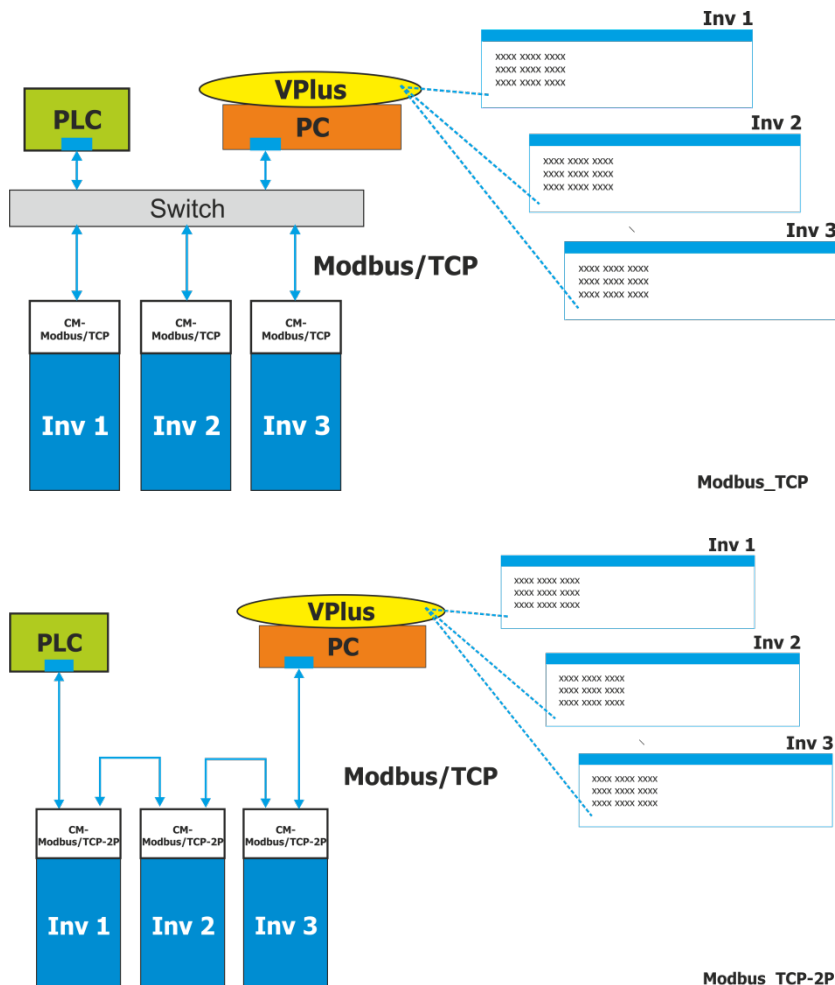 Inv 1
xxxx xxxx xxxx
xxxx xxxx xxxx
xxxx xxxx xxxx
VPlus
PLC
PC
Inv 2
xxxx xxxx xxxx
xxxx xxxx xxxx
xxxx xxxx xxxx
Switch
Inv 3
xxxx xxxx xxxx
xxxx xxxx xxxx
xxxx xxxx xxxx
Modbus/TCP
CM-
Modbus/TCP
CM-
Modbus/TCP
CM-
Modbus/TCP
Inv 1
Inv 2
Inv 3
Modbus_TCP
Inv 1
xxxx xxxx xxxx
xxxx xxxx xxxx
xxxx xxxx xxxx
VPlus
PLC
PC
Inv 2
xxxx xxxx xxxx
xxxx xxxx xxxx
xxxx xxxx xxxx
Inv 3
xxxx xxxx xxxx
xxxx xxxx xxxx
xxxx xxxx xxxx
Modbus/TCP
CM-
Modbus/TCP-2P
CM-
Modbus/TCP-2P
CM-
Modbus/TCP-2P
Inv 1
Inv 2
Inv 3
Modbus TCP-2P